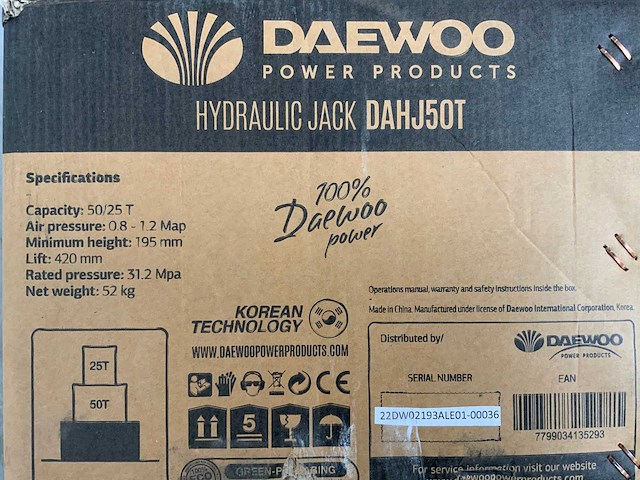 DAEWOO
POWER PRODUCTS
HYDRAULIC JACK DAHJ50T
Specifications
Capacity: 50/25 T
Air pressure: 0.8 - 1.2 Map
Minimum height: 195 mm
Lift: 420 mm
Rated pressure: 31.2 Mpa
Net weight: 52 kg
100%
Daewoo
power
Operations manual, warranty and safety instructions inside the box.
Made in China. Manufactured under license of Daewoo International Corporation, Korea.
KOREAN
TECHNOLOGY
WWW.DAEWOOPOWERPRODUCTS.COM
CE
5
25T
50T
Distributed by/
DAEWOO
POWER PRODUCTS
SERIAL NUMBER
EAN
22DW02193ALE01-00036
7799034135293
For service information visit our website
ECO